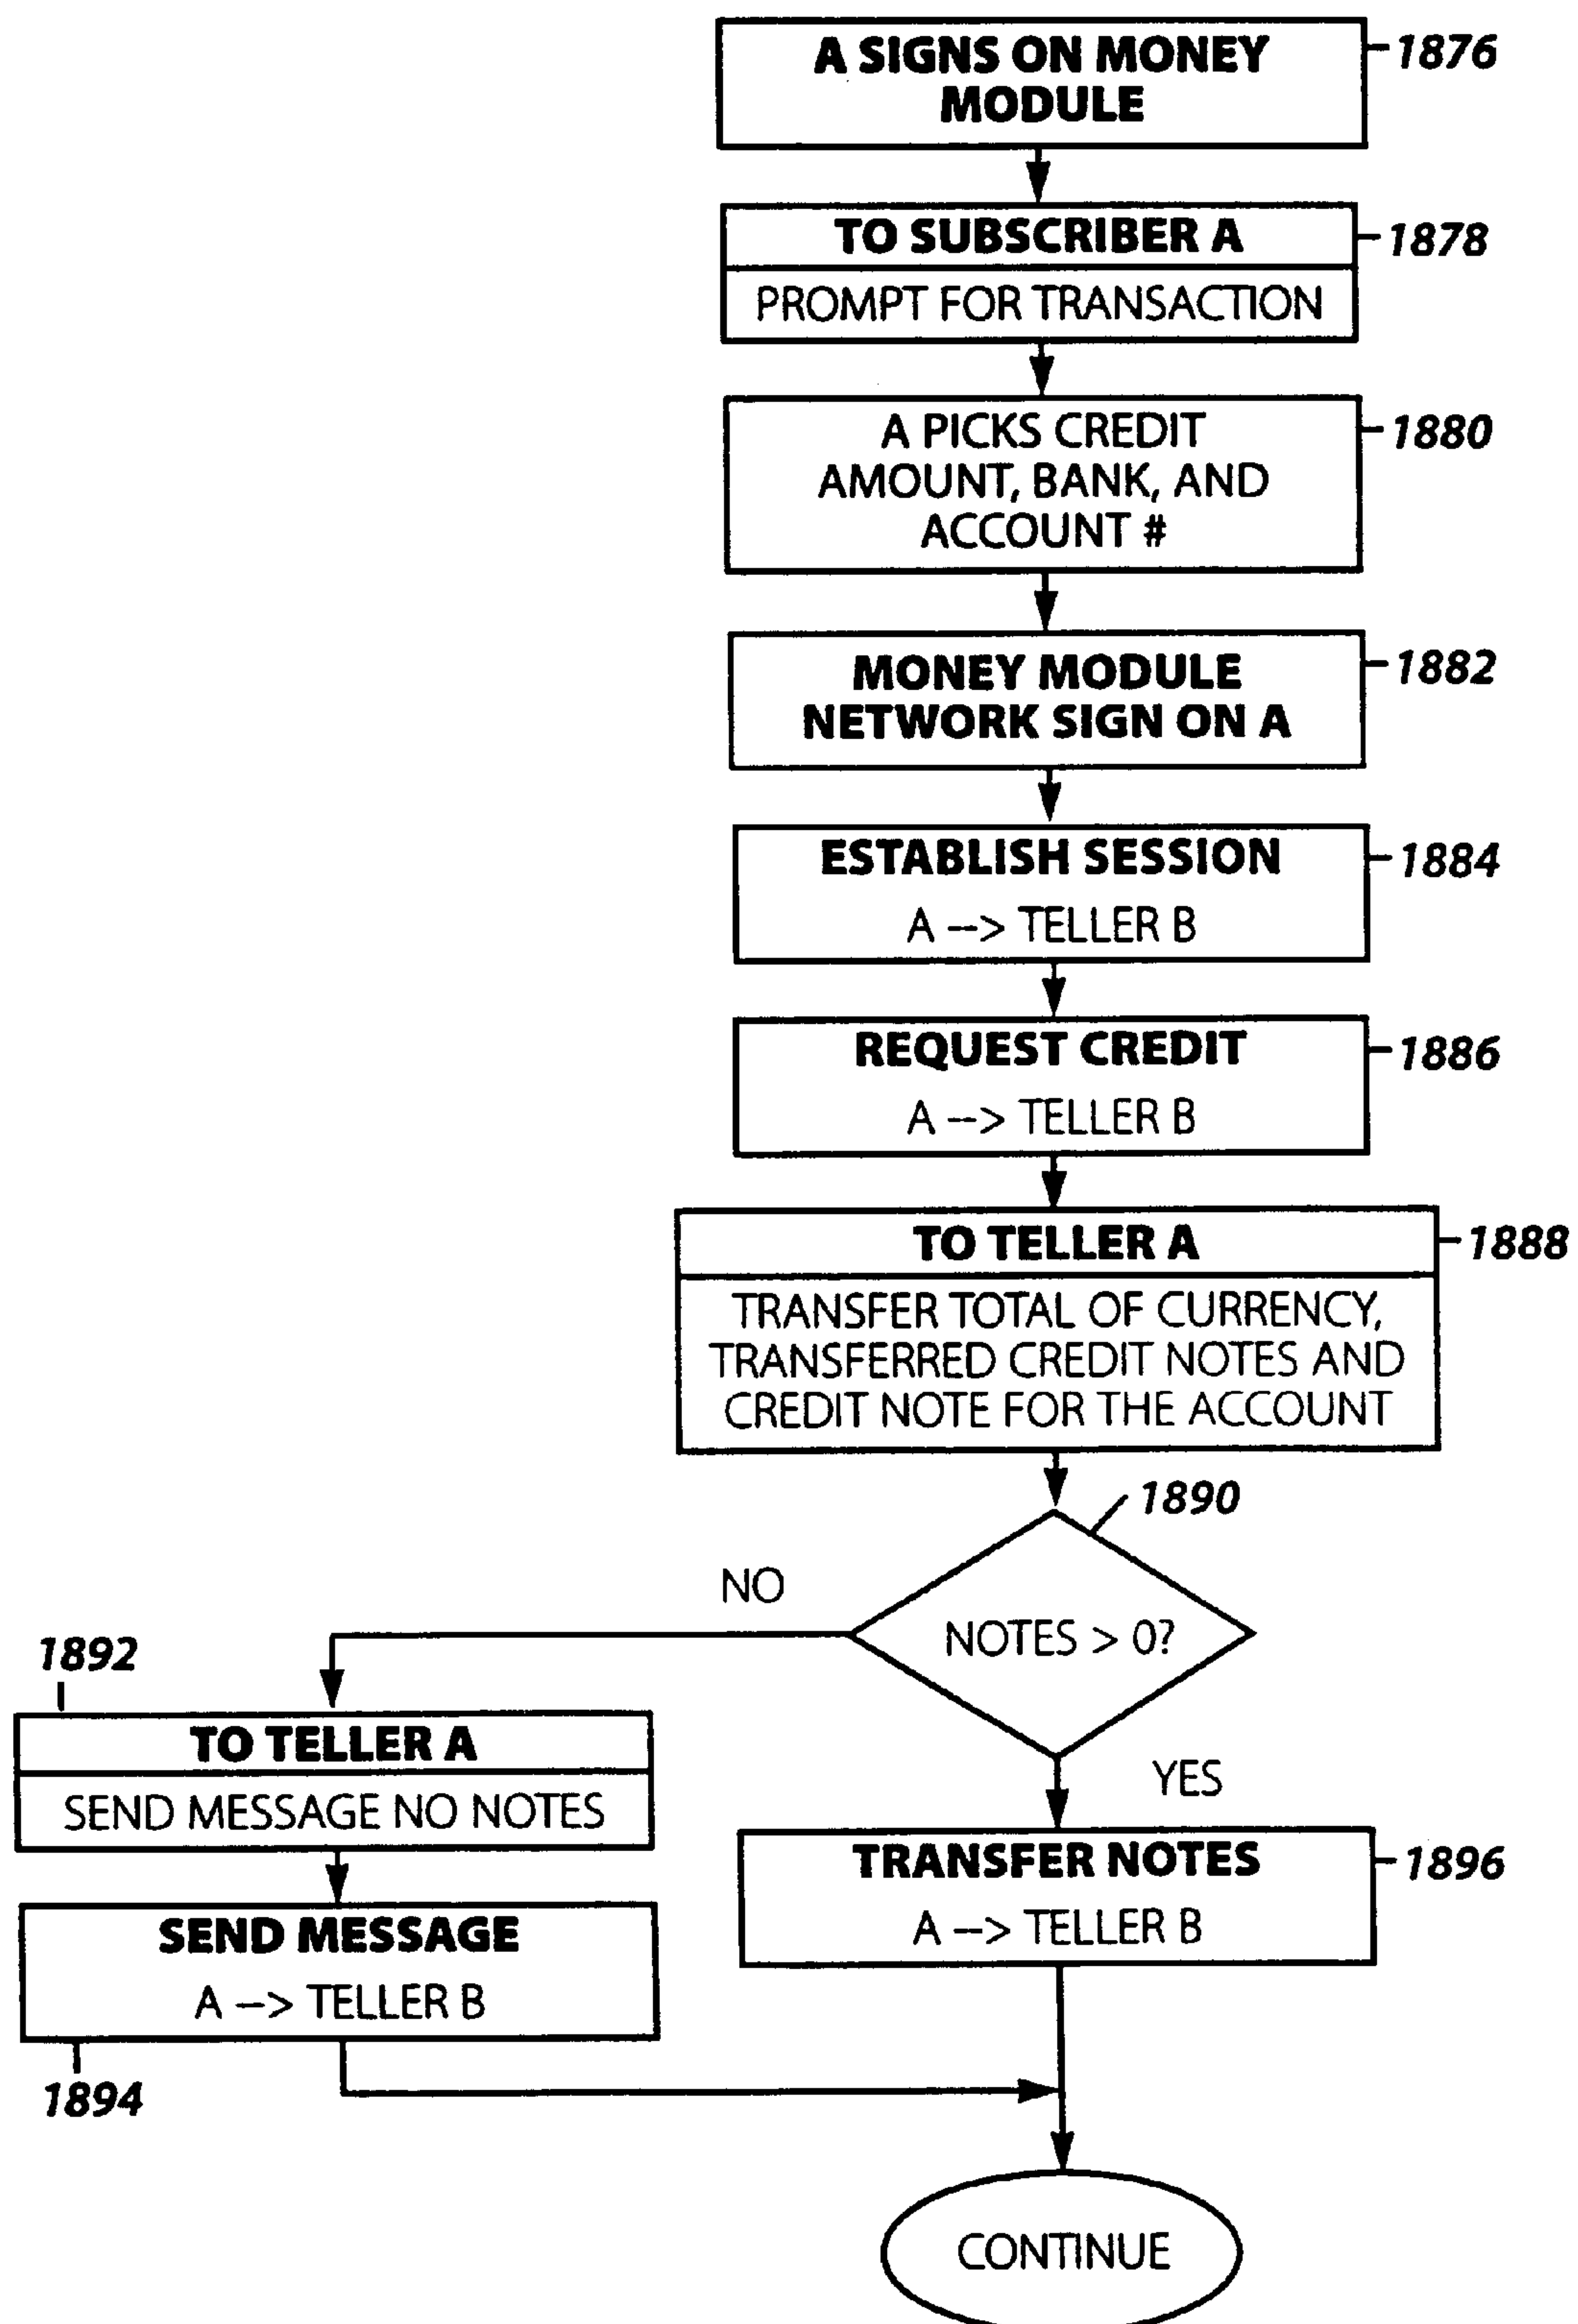 A SIGNS ON MONEY
MODULE
1876
TO SUBSCRIBER A
1878
PROMPT FOR TRANSACTION
A PICKS CREDIT
AMOUNT, BANK, AND
ACCOUNT #
1880
MONEY MODULE
NETWORK SIGN ON A
1882
ESTABLISH SESSION
1884
A --> TELLER B
REQUEST CREDIT
1886
A --> TELLER B
TO TELLER A
1888
TRANSFER TOTAL OF CURRENCY,
TRANSFERRED CREDIT NOTES AND
CREDIT NOTE FOR THE ACCOUNT
1890
NO
NOTES > 0?
YES
1892
TO TELLER A
SEND MESSAGE NO NOTES
SEND MESSAGE
A --> TELLER B
1894
TRANSFER NOTES
1896
A --> TELLER B
CONTINUE